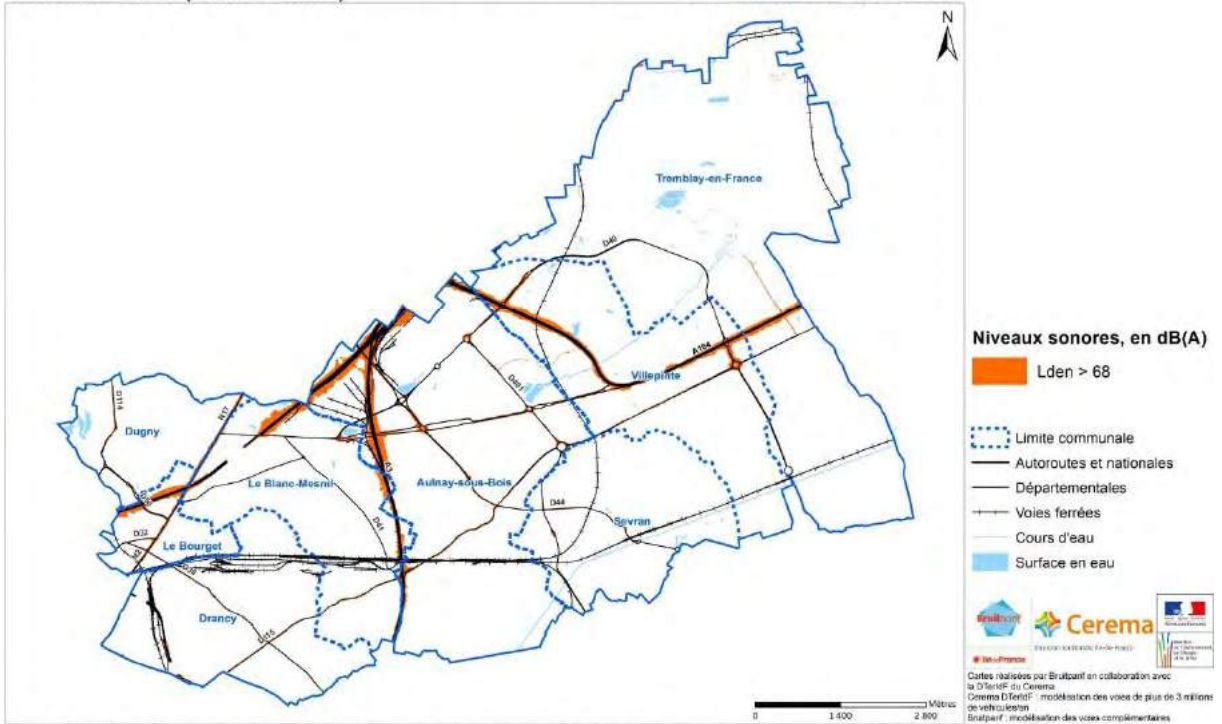 N
Tremblay-en-France
D40
A104
Villepinte
D401
D114
N17
Dugny
Le Blanc-Mesnil
A3
Aulnay-sous-Bois
D41
D44
Sevran
D32
Le Bourget
Drancy
D115
Mètres
0 1 400 2 800
Niveaux sonores, en dB(A)
Lden > 68
Limite communale
Autoroutes et nationales
Départementales
Voies ferrées
Cours d'eau
Surface en eau
Bruitparif
Cerema
île-de-France
Cartes réalisées par Bruitparif en collaboration avec
la DTerIdF du Cerema
Cerema DTerIdF : modélisation des voies de plus de 3 millions
de véhicules/an
Bruitparif : modélisation des voies complémentaires